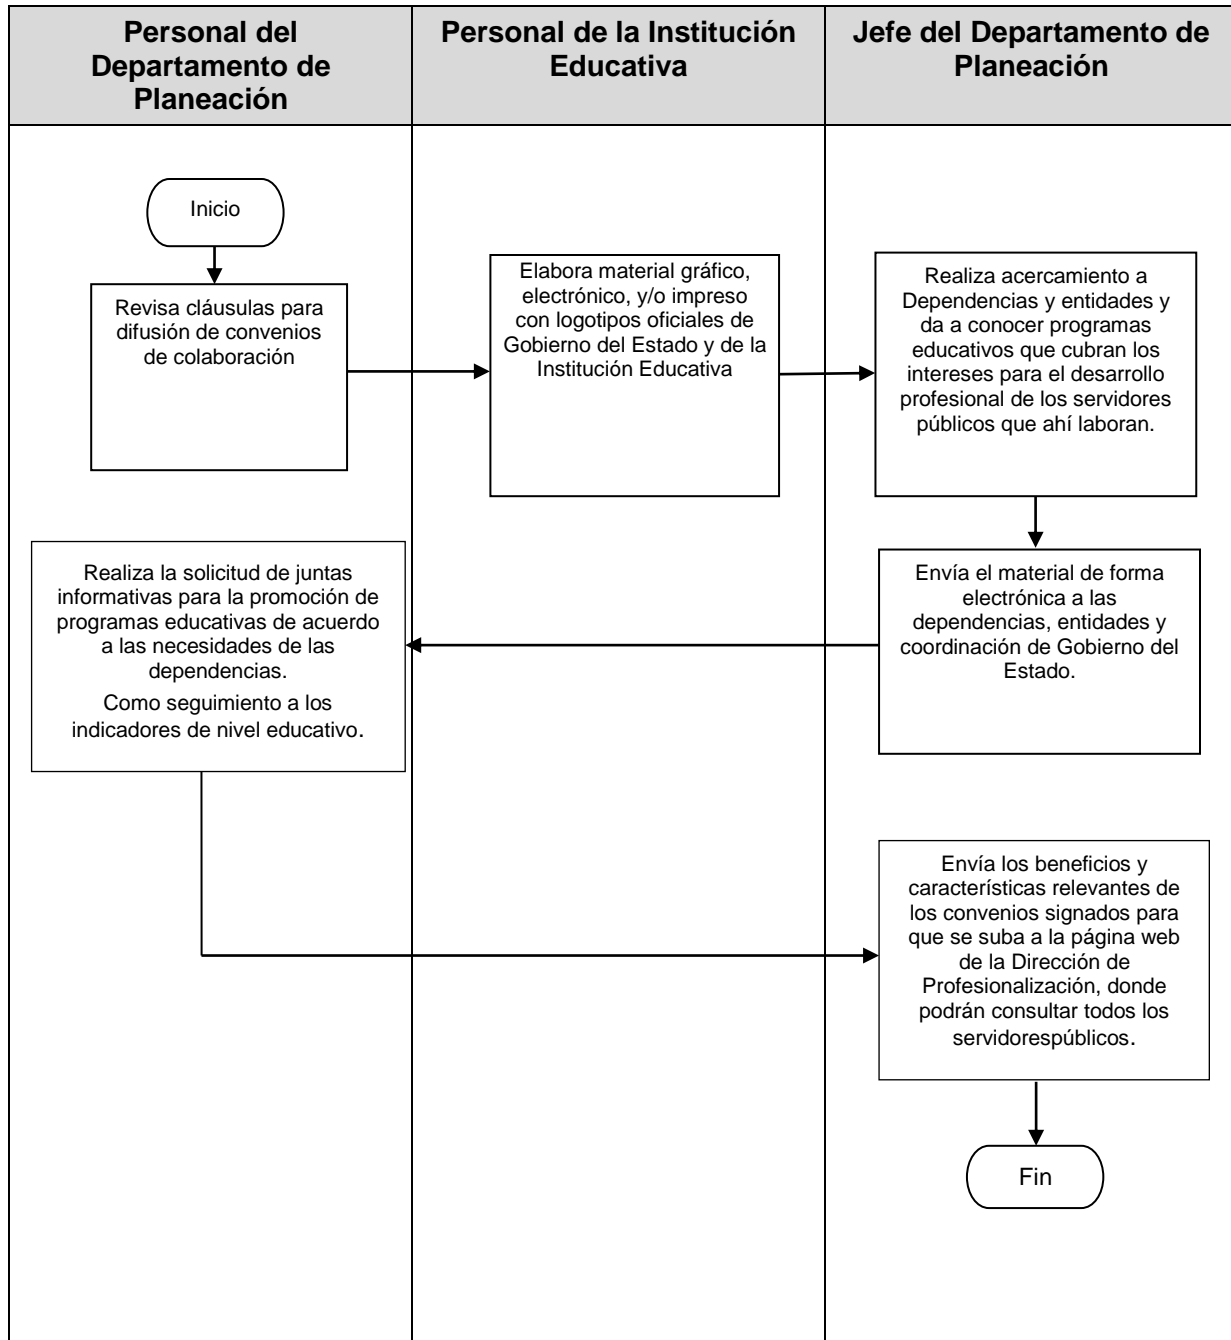 Personal del
Departamento de
Planeación
Personal de la Institución
Educativa
Jefe del Departamento de
Planeación
Inicio
Revisa cláusulas para
difusión de convenios
de colaboración
Elabora material gráfico,
electrónico, y/o impreso
con logotipos oficiales de
Gobierno del Estado y de la
Institución Educativa
Realiza acercamiento a
Dependencias y entidades y
da a conocer programas
educativos que cubran los
intereses para el desarrollo
profesional de los servidores
públicos que ahí laboran.
Envía el material de forma
electrónica a las
dependencias, entidades y
coordinación de Gobierno del
Estado.
Realiza la solicitud de juntas
informativas para la promoción de
programas educativas de acuerdo
a las necesidades de las
dependencias.
Como seguimiento a los
indicadores de nivel educativo.
Envía los beneficios y
características relevantes de
los convenios signados para
que se suba a la página web
de la Dirección de
Profesionalización, donde
podrán consultar todos los
servidorespúblicos.
Fin